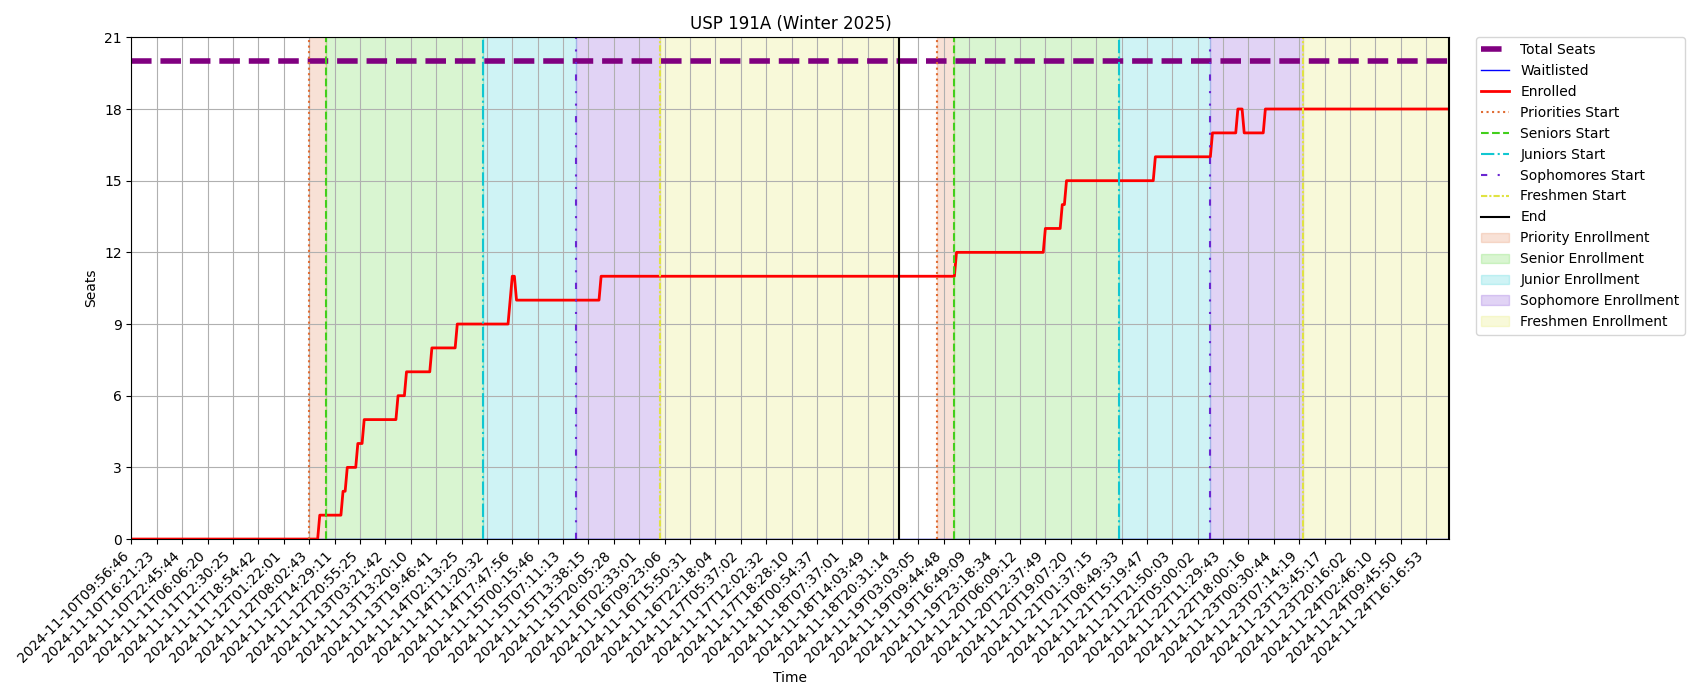 USP 191A (Winter 2025)
Seats
21
18
15
12
9
6
3
0
2024-11-10T09:56:46
2024-11-10T16:21:23
2024-11-10T22:45:44
2024-11-11T06:06:20
2024-11-11T12:30:25
2024-11-11T18:54:42
2024-11-12T01:22:01
2024-11-12T08:02:43
2024-11-12T14:29:11
2024-11-12T20:55:25
2024-11-13T03:21:42
2024-11-13T13:20:10
2024-11-13T19:46:41
2024-11-14T02:13:25
2024-11-14T11:20:32
2024-11-14T17:47:56
2024-11-15T00:15:46
2024-11-15T07:11:13
2024-11-15T13:38:15
2024-11-15T20:05:28
2024-11-16T02:33:01
2024-11-16T09:23:06
2024-11-16T15:50:31
2024-11-16T22:18:04
2024-11-17T05:37:02
2024-11-17T12:02:32
2024-11-17T18:28:10
2024-11-18T00:54:37
2024-11-18T07:37:01
2024-11-18T14:03:49
2024-11-18T20:31:14
2024-11-19T03:03:05
2024-11-19T09:44:48
2024-11-19T16:49:09
2024-11-19T23:18:34
2024-11-20T06:09:12
2024-11-20T12:37:49
2024-11-20T19:07:20
2024-11-21T01:37:15
2024-11-21T08:49:33
2024-11-21T15:19:47
2024-11-21T21:50:03
2024-11-22T05:00:02
2024-11-22T11:29:43
2024-11-22T18:00:16
2024-11-23T00:30:44
2024-11-23T07:14:19
2024-11-23T13:45:17
2024-11-23T20:16:02
2024-11-24T02:46:10
2024-11-24T09:45:50
2024-11-24T16:16:53
Time
Total Seats
Waitlisted
Enrolled
Priorities Start
Seniors Start
Juniors Start
Sophomores Start
Freshmen Start
End
Priority Enrollment
Senior Enrollment
Junior Enrollment
Sophomore Enrollment
Freshmen Enrollment